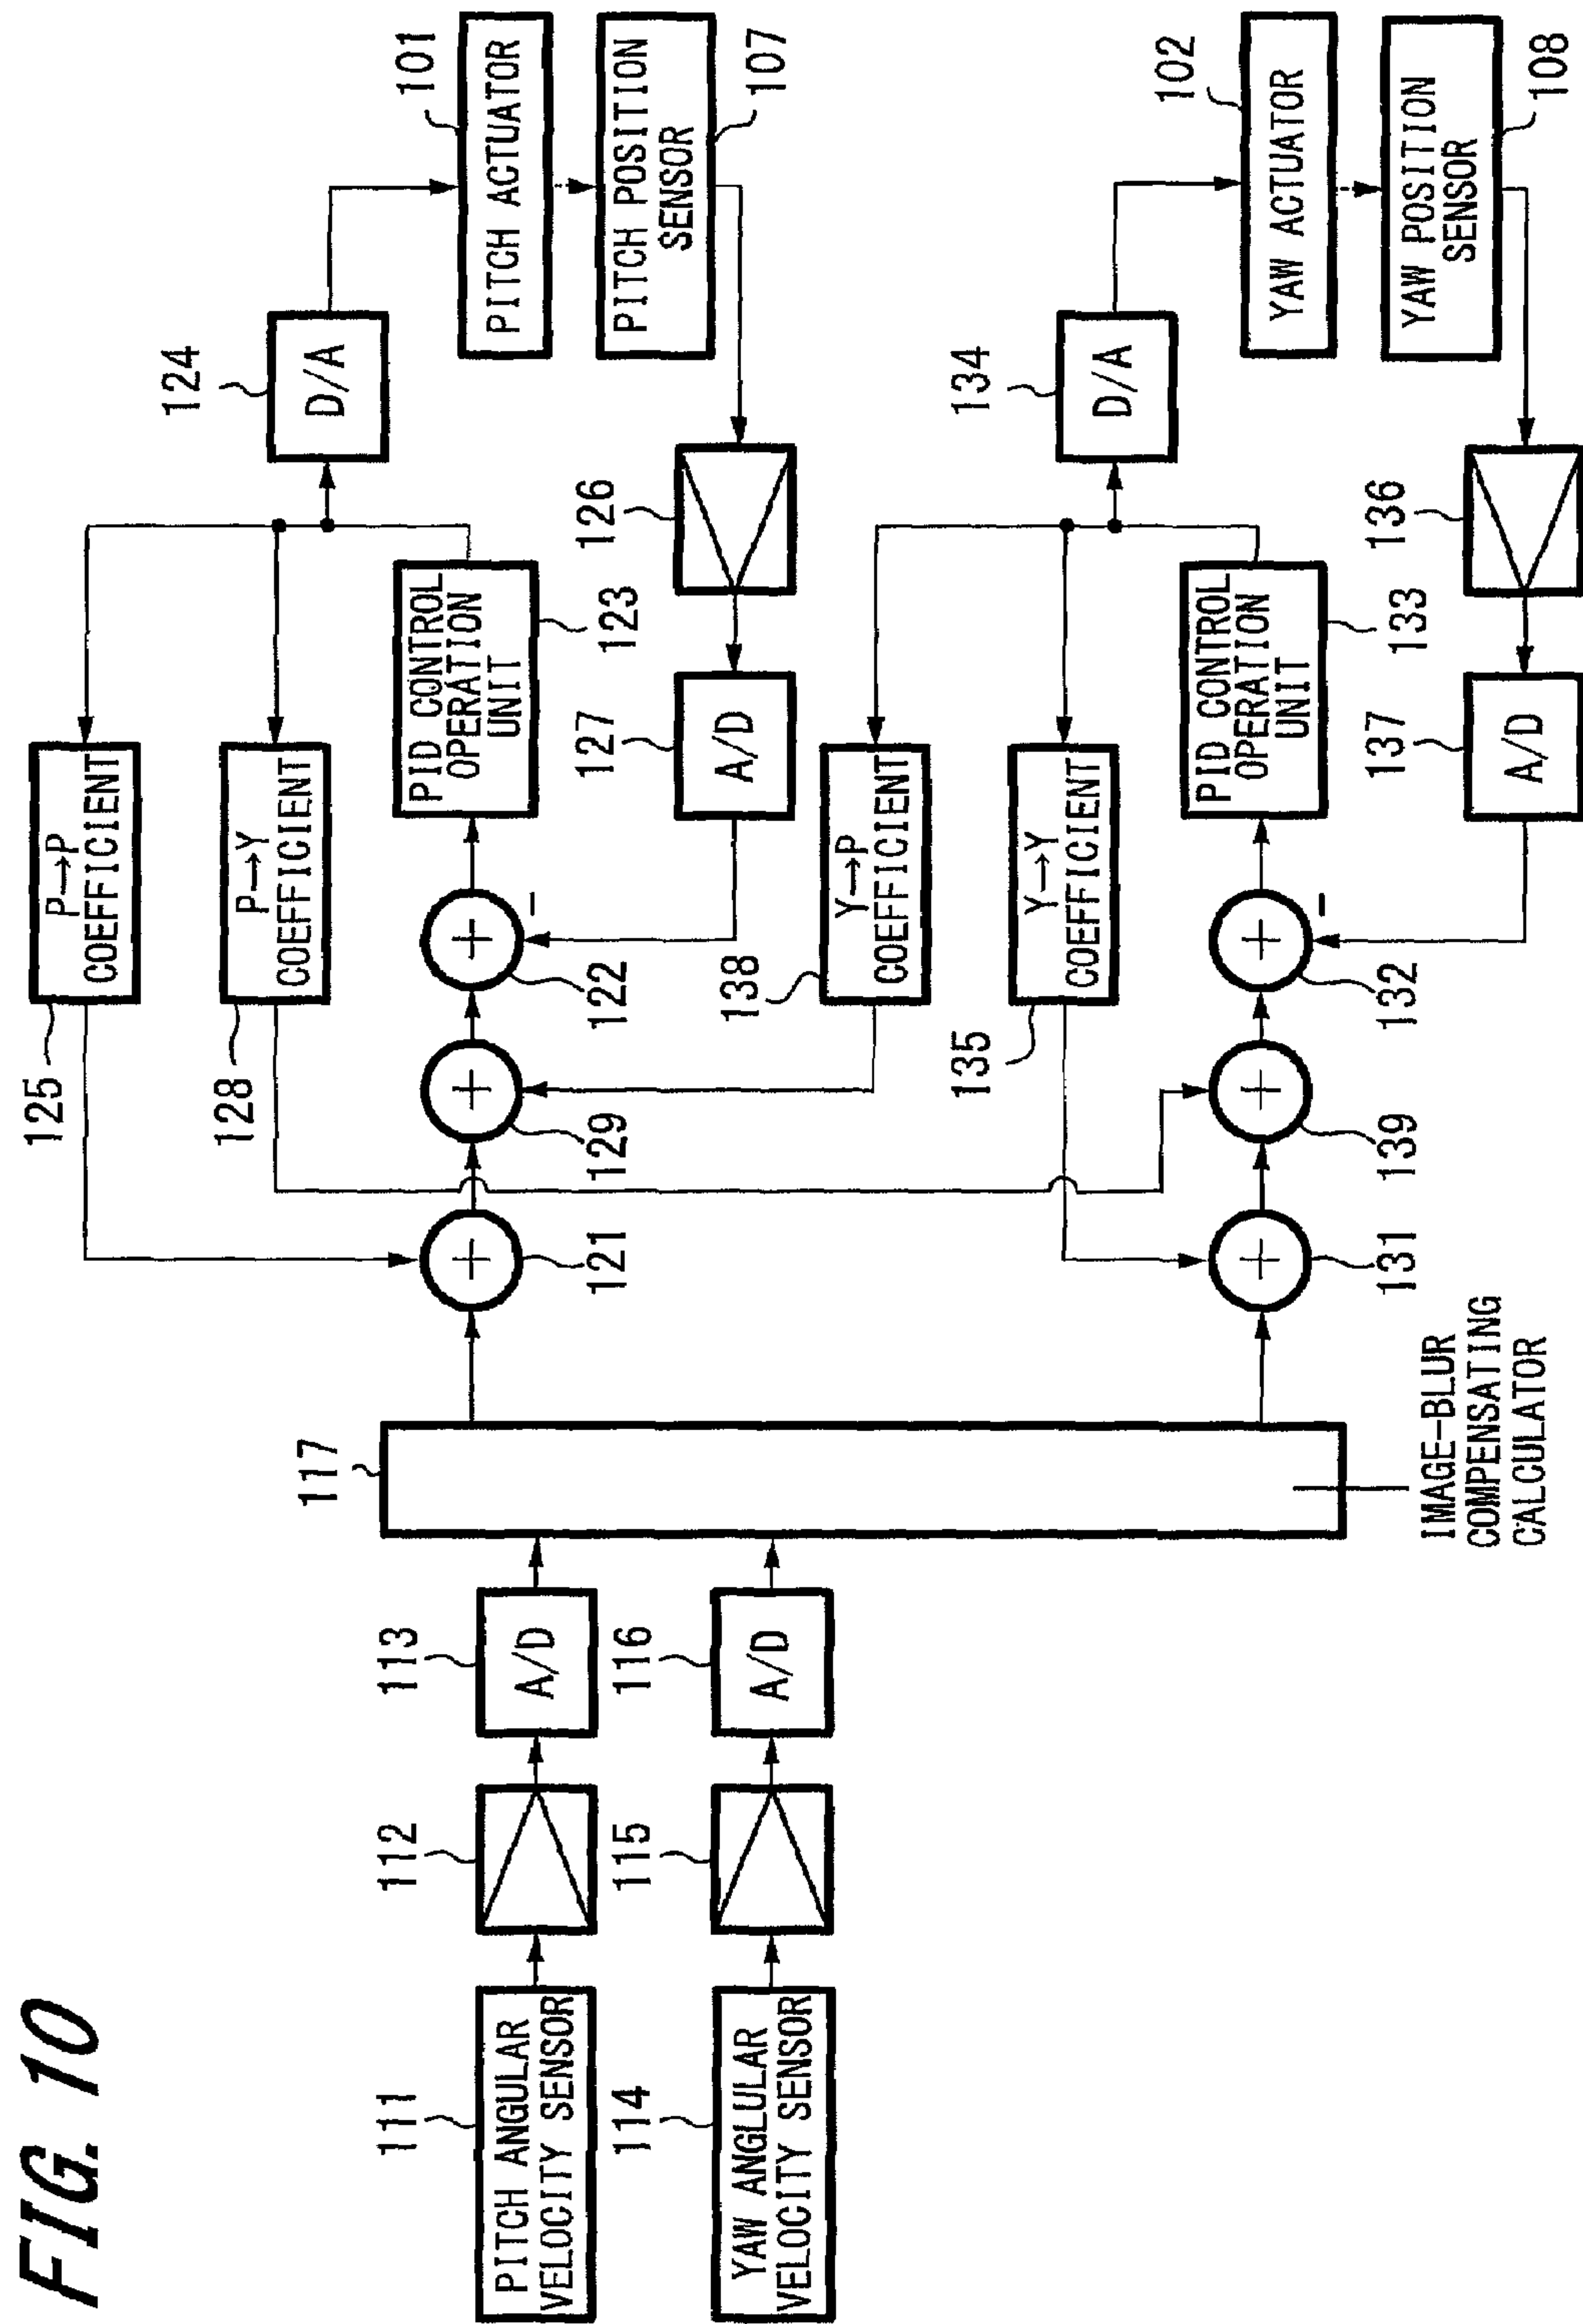 FIG. 10
111
PITCH ANGULAR
VELOCITY SENSOR
112
113
A/D
114
YAW ANGLULAR
VELOCITY SENSOR
115
116
A/D
117
IMAGE-BLUR
COMPENSATING
CALCULATOR
125
P→P
COEFFICIENT
128
P→Y
COEFFICIENT
121
+
129
+
122
+
−
PID CONTROL
OPERATION
UNIT
123
124
D/A
101
PITCH ACTUATOR
PITCH POSITION
SENSOR
107
126
127
A/D
138
Y→P
COEFFICIENT
135
Y→Y
COEFFICIENT
131
+
139
+
132
+
−
PID CONTROL
OPERATION
UNIT
133
134
D/A
102
YAW ACTUATOR
YAW POSITION
SENSOR
108
136
137
A/D